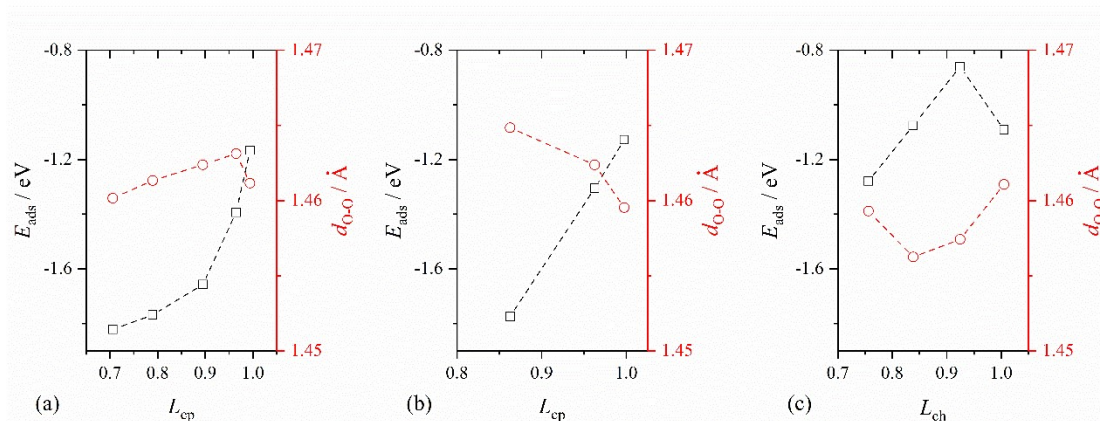 -0.8
-1.2
-1.6
E_ads / eV
1.47
1.46
1.45
d_O-O / Å
0.7 0.8 0.9 1.0
(a)
L_cp
-0.8
-1.2
-1.6
E_ads / eV
1.47
1.46
1.45
d_O-O / Å
0.8 0.9 1.0
(b)
L_cp
-0.8
-1.2
-1.6
E_ads / eV
1.47
1.46
1.45
d_O-O / Å
0.7 0.8 0.9 1.0
(c)
L_ch